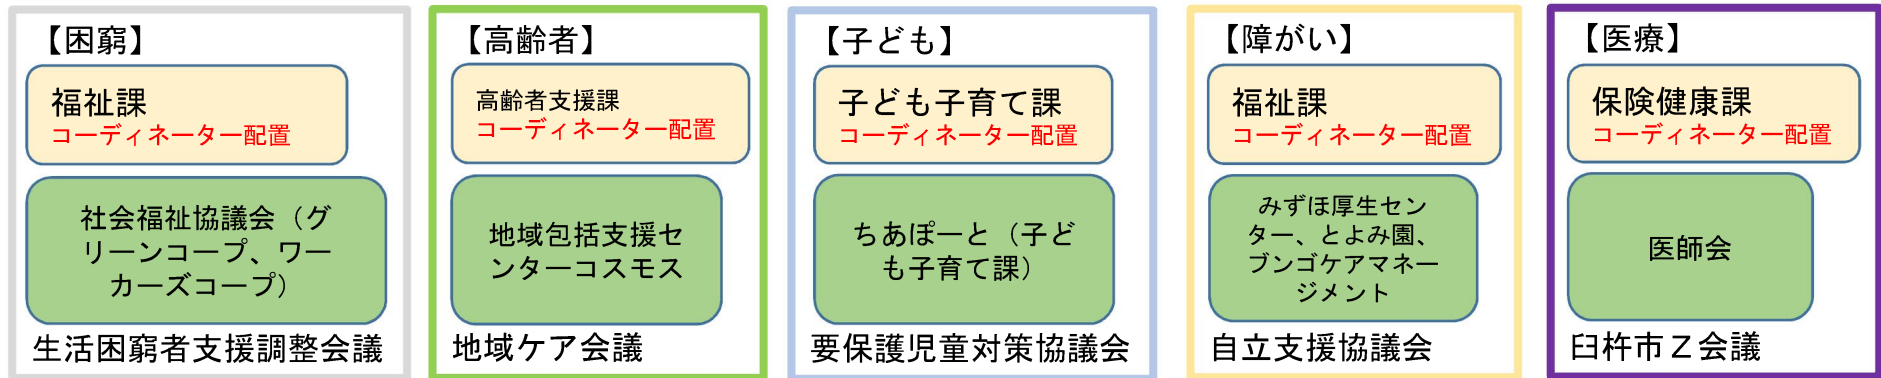 【困窮】
福祉課
コーディネーター配置
社会福祉協議会（グ
リーンコープ、ワー
カーズコープ）
生活困窮者支援調整会議
【高齢者】
高齢者支援課
コーディネーター配置
地域包括支援セ
ンターコスモス
地域ケア会議
【子ども】
子ども子育て課
コーディネーター配置
ちあぽーと（子ど
も子育て課）
要保護児童対策協議会
【障がい】
福祉課
コーディネーター配置
みずほ厚生セン
ター、とよみ園、
ブンゴケアマネー
ジメント
自立支援協議会
【医療】
保険健康課
コーディネーター配置
医師会
臼杵市Ｚ会議